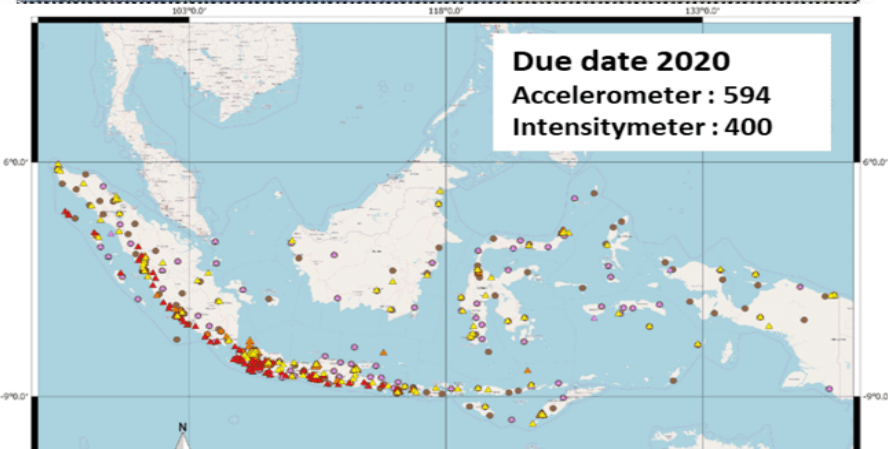 103°0.0'
118°0.0'
133°0.0'
Due date 2020
Accelerometer : 594
Intensitymeter : 400
6°0.0'
6°0.0'
-9°0.0'
-9°0.0'
N